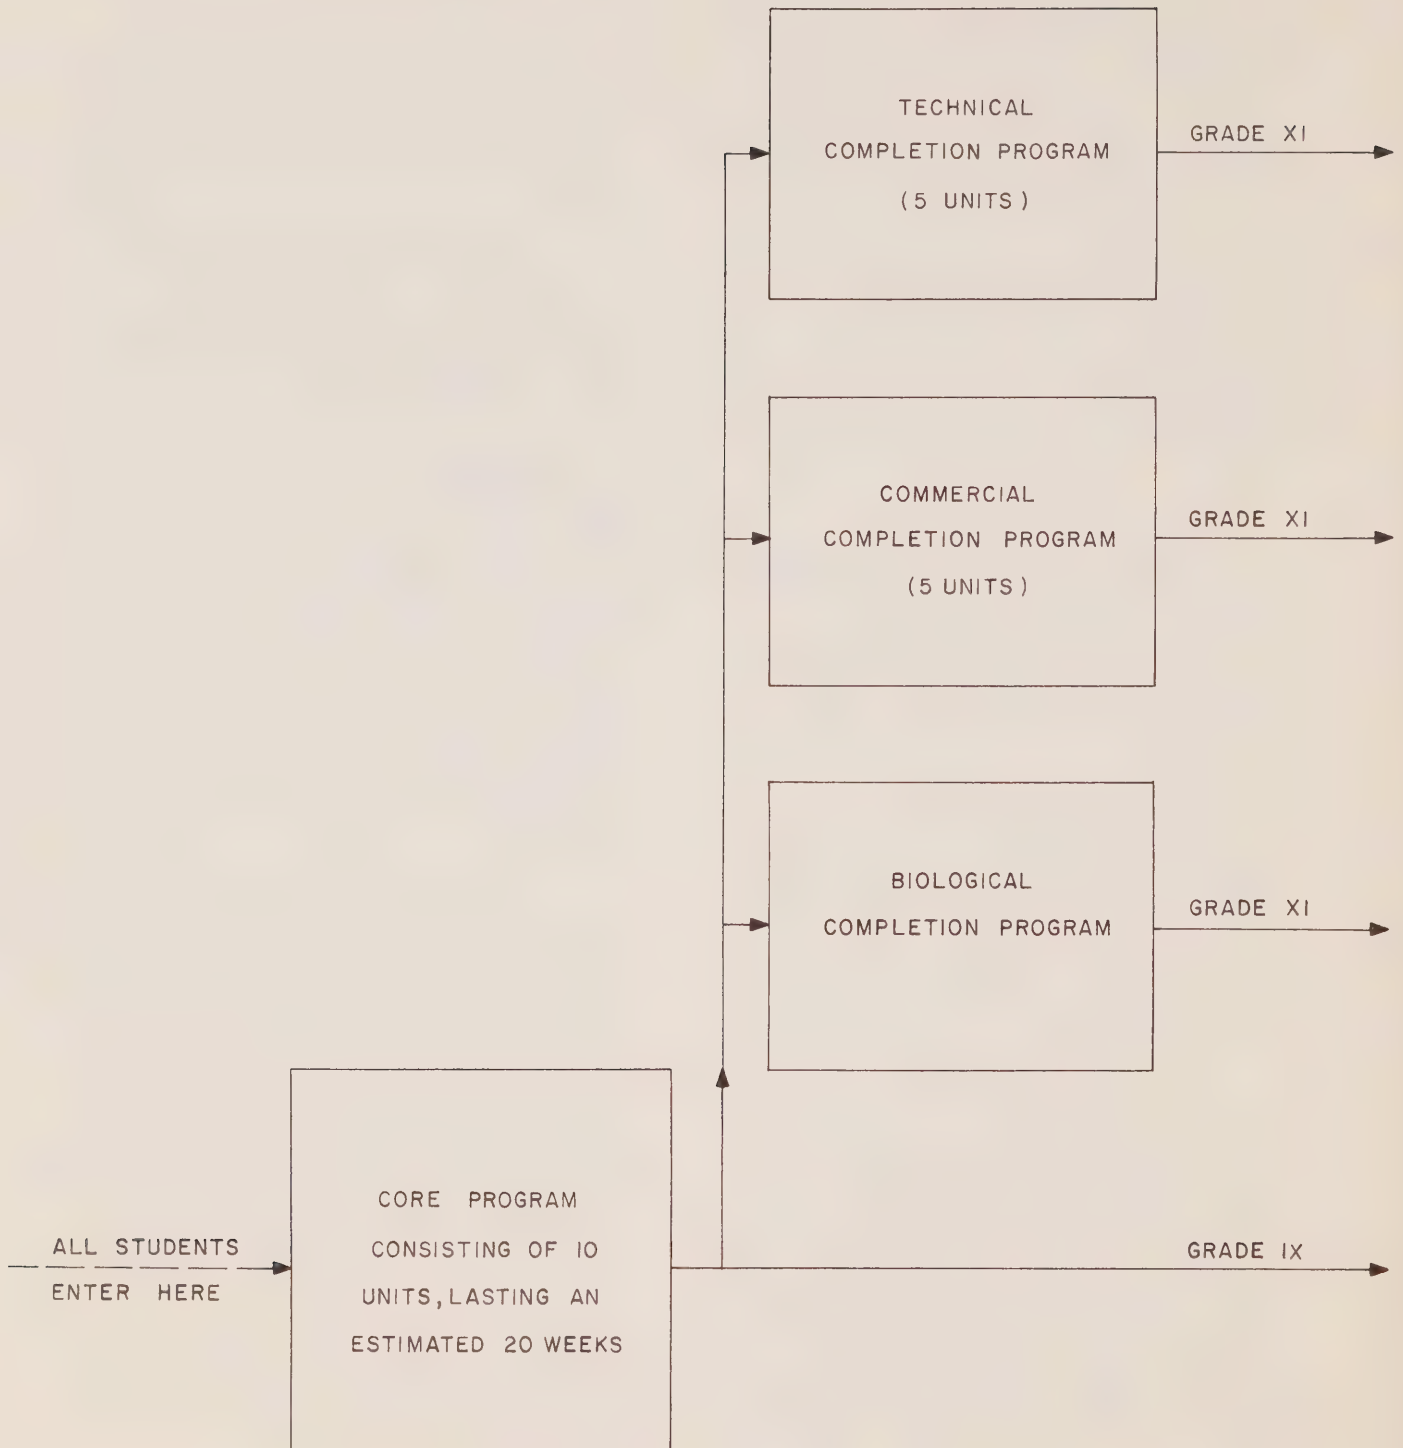 TECHNICAL
COMPLETION PROGRAM
(5 UNITS)
GRADE XI
COMMERCIAL
COMPLETION PROGRAM
(5 UNITS)
GRADE XI
BIOLOGICAL
COMPLETION PROGRAM
GRADE XI
ALL STUDENTS
ENTER HERE
CORE PROGRAM
CONSISTING OF 10
UNITS, LASTING AN
ESTIMATED 20 WEEKS
GRADE IX